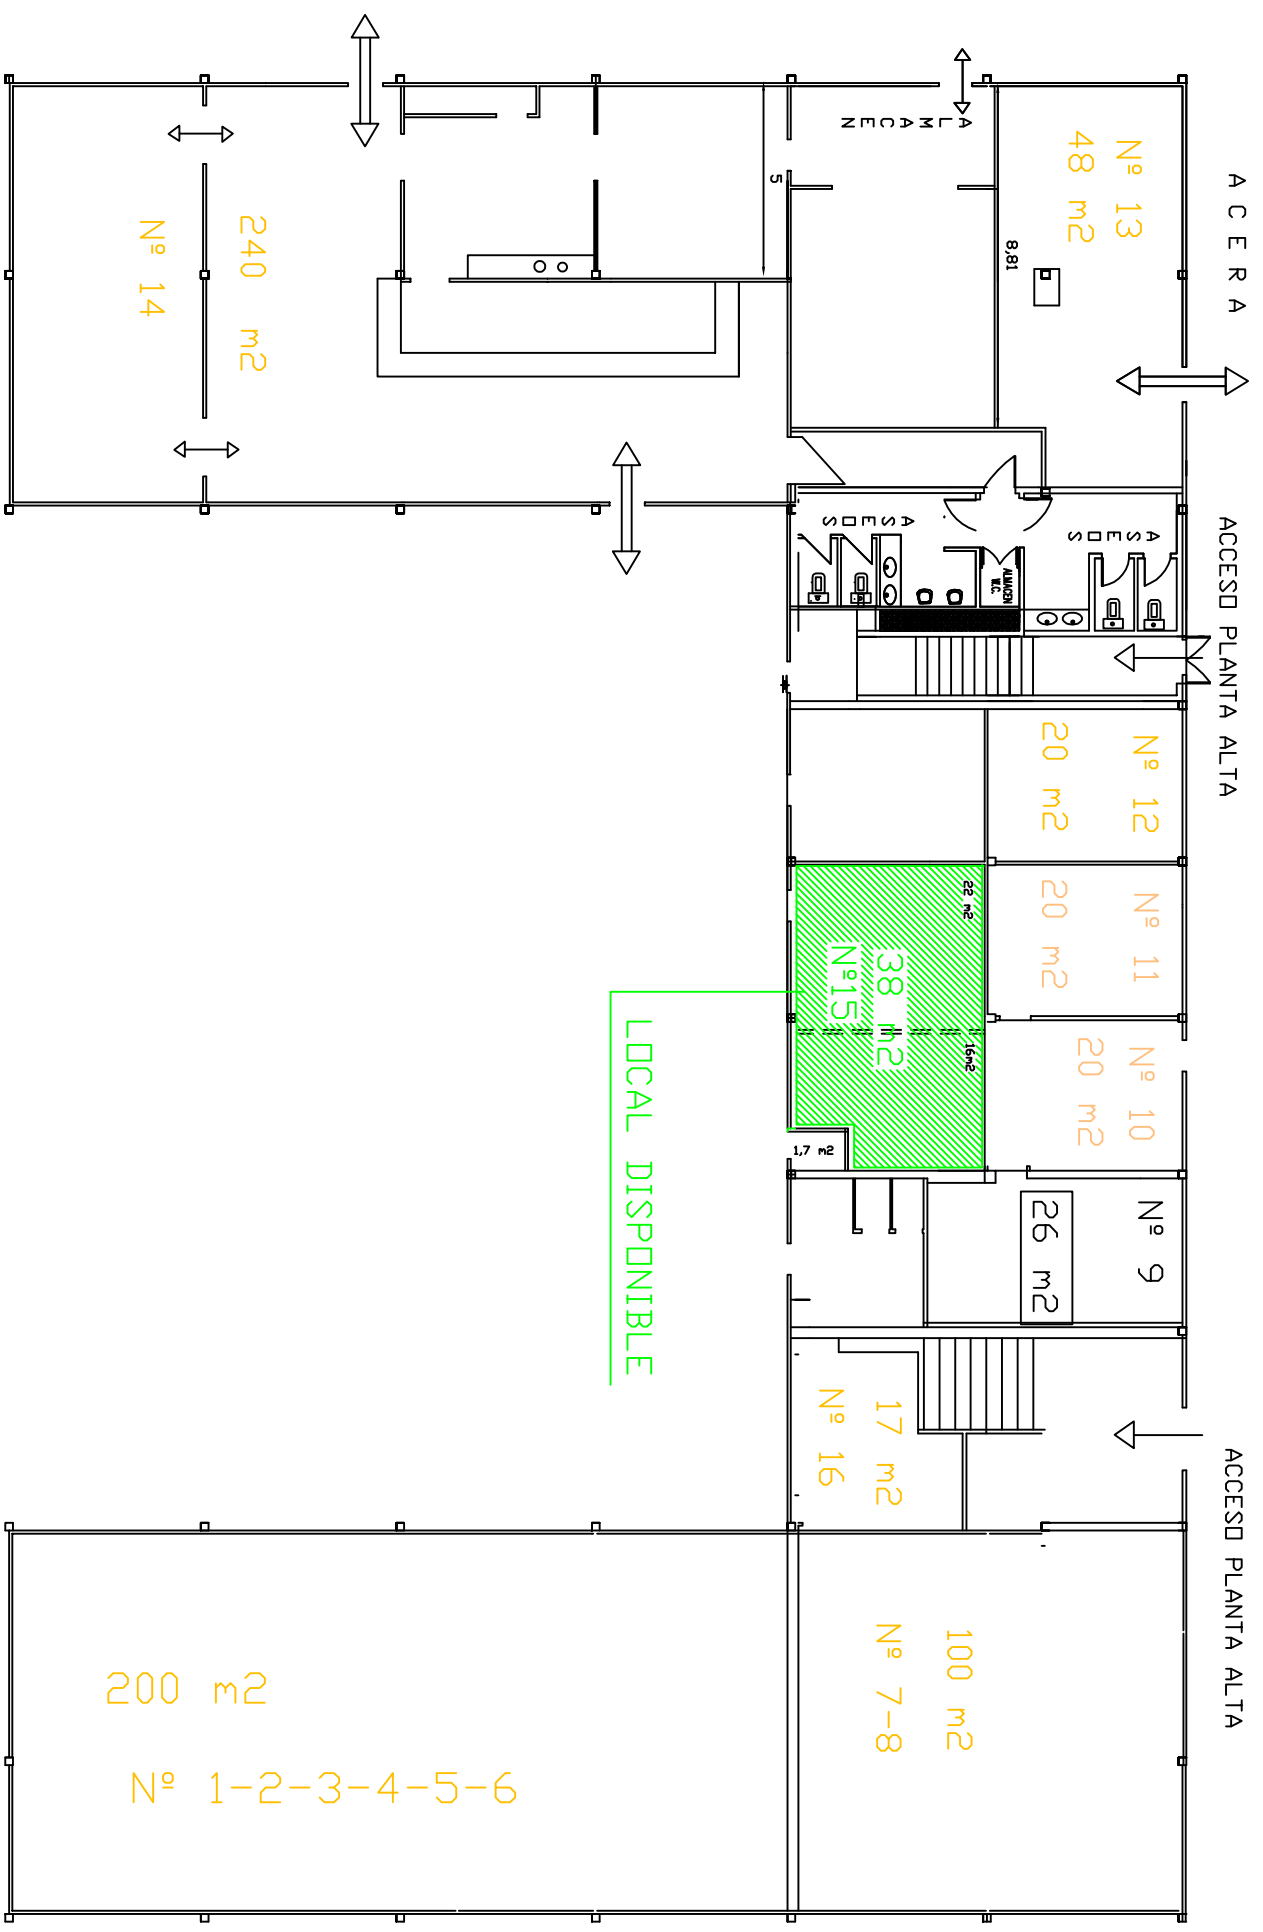 A C E R A
ACCESO PLANTA ALTA
ACCESO PLANTA ALTA
Nº 13
48 m2
8,81
ALMACEN
5
240 m2
Nº 14
ASEOS
ASEOS
ALMACEN
W.C.
Nº 12
20 m2
Nº 11
20 m2
Nº 10
20 m2
22 m2
16m2
38 m2
Nº15
1,7 m2
LOCAL DISPONIBLE
Nº 9
26 m2
17 m2
Nº 16
100 m2
Nº 7-8
200 m2
Nº 1-2-3-4-5-6